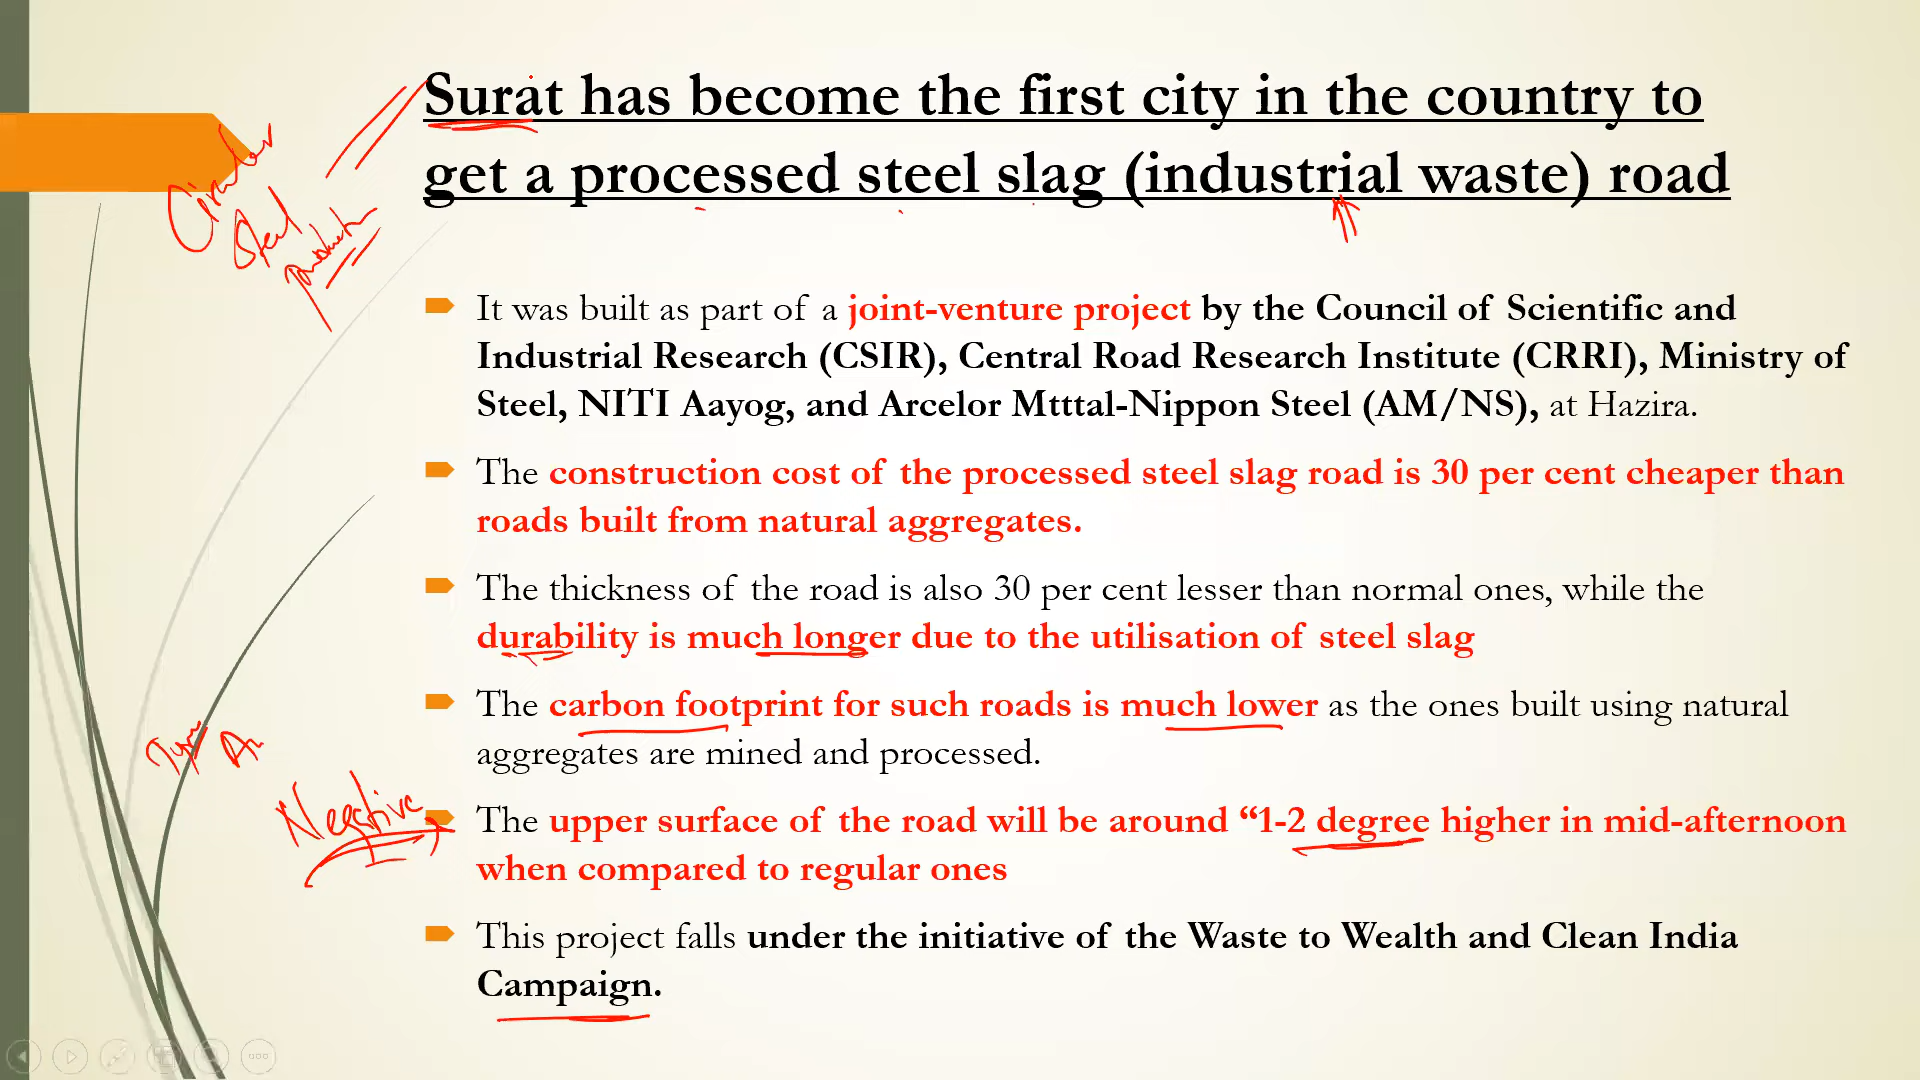 Surat has become the first city in the country to
get a processed steel slag (industrial waste) road
It was built as part of a joint-venture project by the Council of Scientific and
Industrial Research (CSIR), Central Road Research Institute (CRRI), Ministry of
Steel, NITI Aayog, and Arcelor Mtttal-Nippon Steel (AM/NS), at Hazira.
The construction cost of the processed steel slag road is 30 per cent cheaper than
roads built from natural aggregates.
The thickness of the road is also 30 per cent lesser than normal ones, while the
durability is much longer due to the utilisation of steel slag
The carbon footprint for such roads is much lower as the ones built using natural
aggregates are mined and processed.
Negative
The upper surface of the road will be around “1-2 degree higher in mid-afternoon
when compared to regular ones
This project falls under the initiative of the Waste to Wealth and Clean India
Campaign.